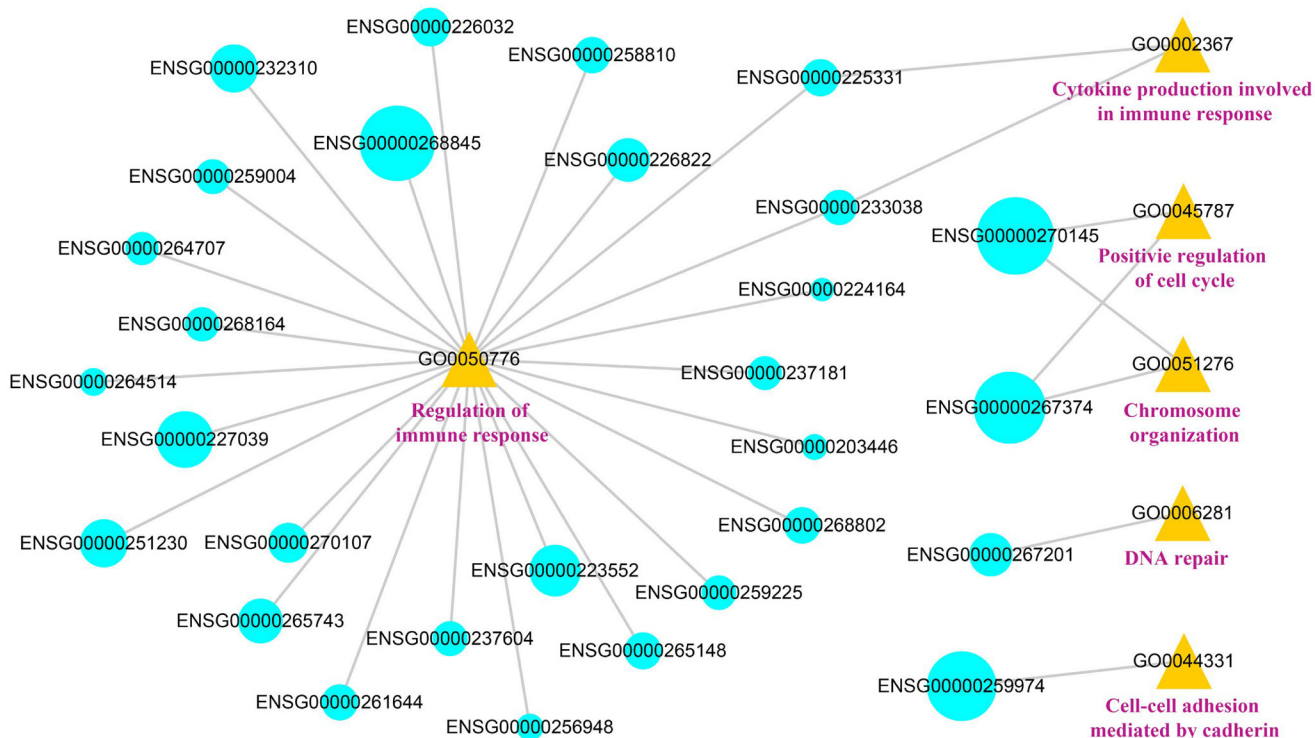 ENSG00000226032
GO0002367
ENSG00000258810
ENSG00000232310
ENSG00000225331
Cytokine production involved
in immune response
ENSG00000268845
ENSG00000226822
ENSG00000259004
ENSG00000233038
GO0045787
ENSG00000270145
ENSG00000264707
Positivie regulation
of cell cycle
ENSG00000224164
ENSG00000268164
GO0050776
GO0051276
ENSG00000237181
ENSG00000264514
ENSG00000267374
Regulation of
immune response
Chromosome
organization
ENSG00000227039
ENSG00000203446
GO0006281
ENSG00000268802
ENSG00000251230
ENSG00000270107
ENSG00000267201
DNA repair
ENSG00000223552
ENSG00000259225
ENSG00000265743
ENSG00000237604
ENSG00000265148
GO0044331
ENSG00000259974
ENSG00000261644
Cell-cell adhesion
mediated by cadherin
ENSG00000256948